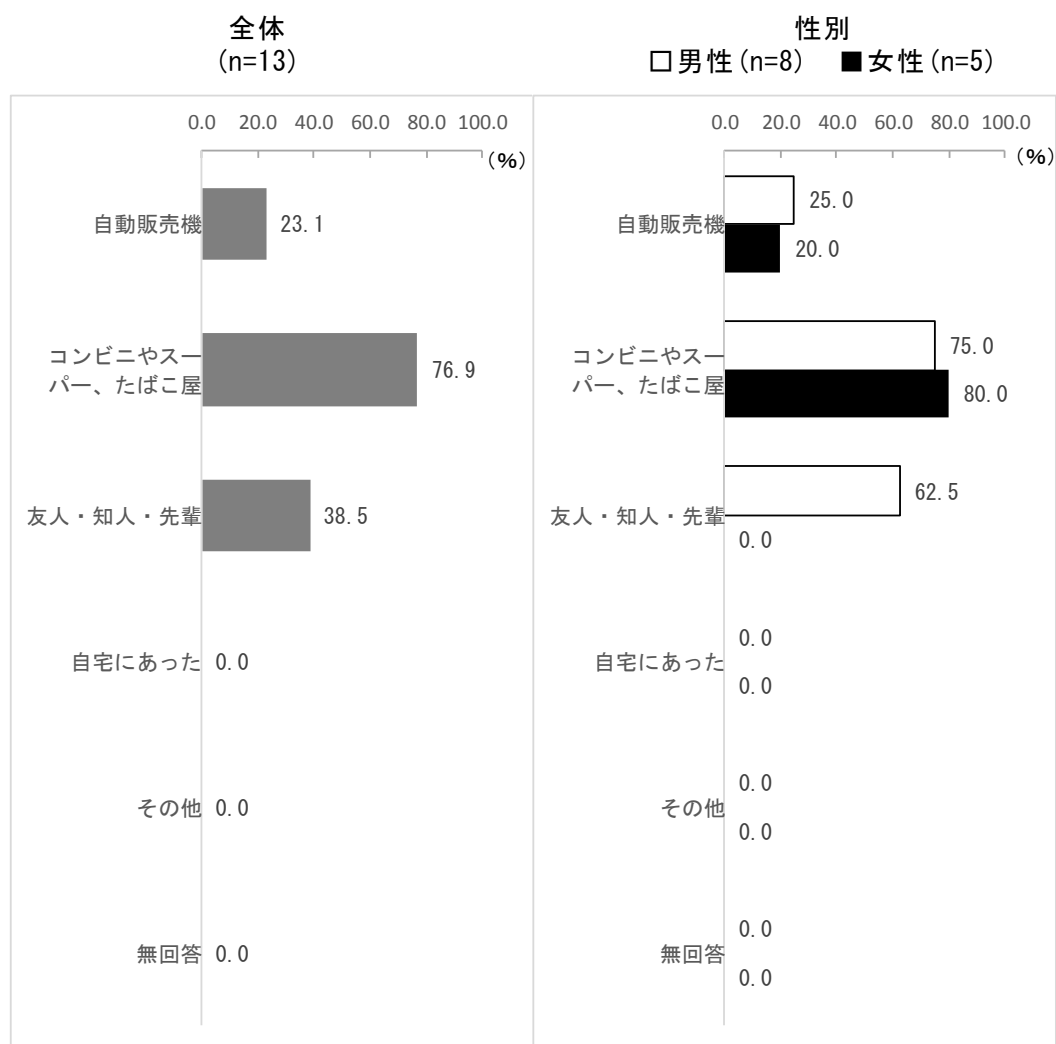 全体
(n=13)
0.0 20.0 40.0 60.0 80.0 100.0
(%)
自動販売機 23.1
コンビニやスー
パー、たばこ屋 76.9
友人・知人・先輩 38.5
自宅にあった 0.0
その他 0.0
無回答 0.0
性別
男性(n=8) 女性(n=5)
0.0 20.0 40.0 60.0 80.0 100.0
(%)
自動販売機
25.0
20.0
コンビニやスー
パー、たばこ屋
75.0
80.0
友人・知人・先輩
62.5
0.0
自宅にあった
0.0
0.0
その他
0.0
0.0
無回答
0.0
0.0